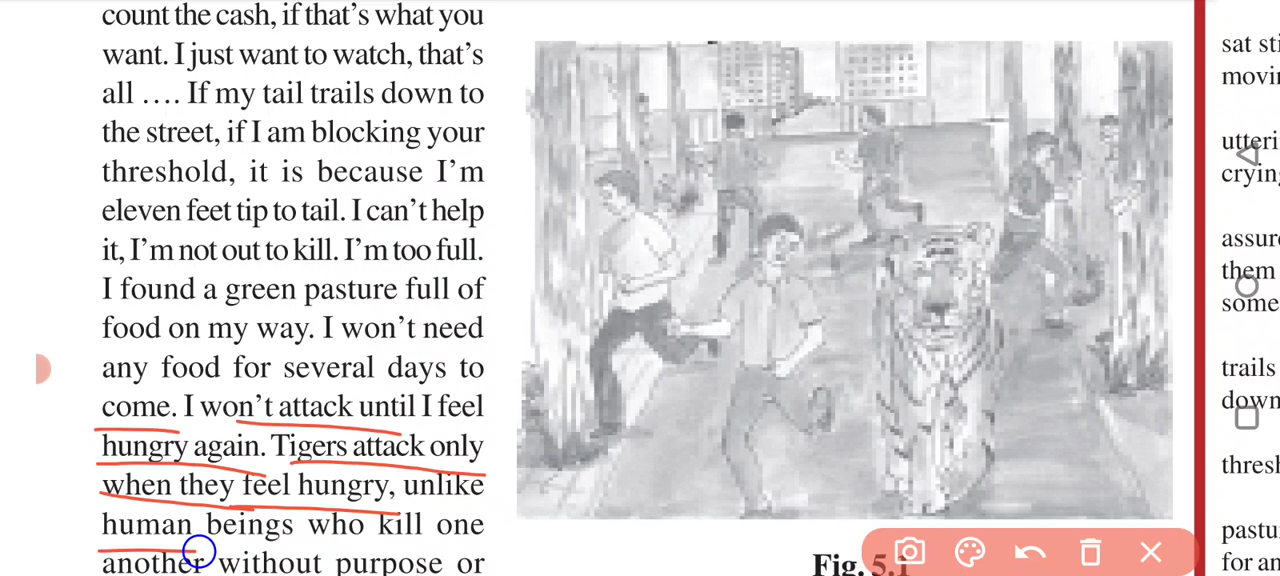 count the cash, if that's what you
want. I just want to watch, that's
all …. If my tail trails down to
the street, if I am blocking your
threshold, it is because I'm
eleven feet tip to tail. I can't help
it, I'm not out to kill. I'm too full.
I found a green pasture full of
food on my way. I won't need
any food for several days to
come. I won't attack until I feel
hungry again. Tigers attack only
when they feel hungry, unlike
human beings who kill one
another without purpose or
Fig. 5.1
sat sti
movin
utteri
crying
assure
them
some
trails
down
thresh
pastu
for an